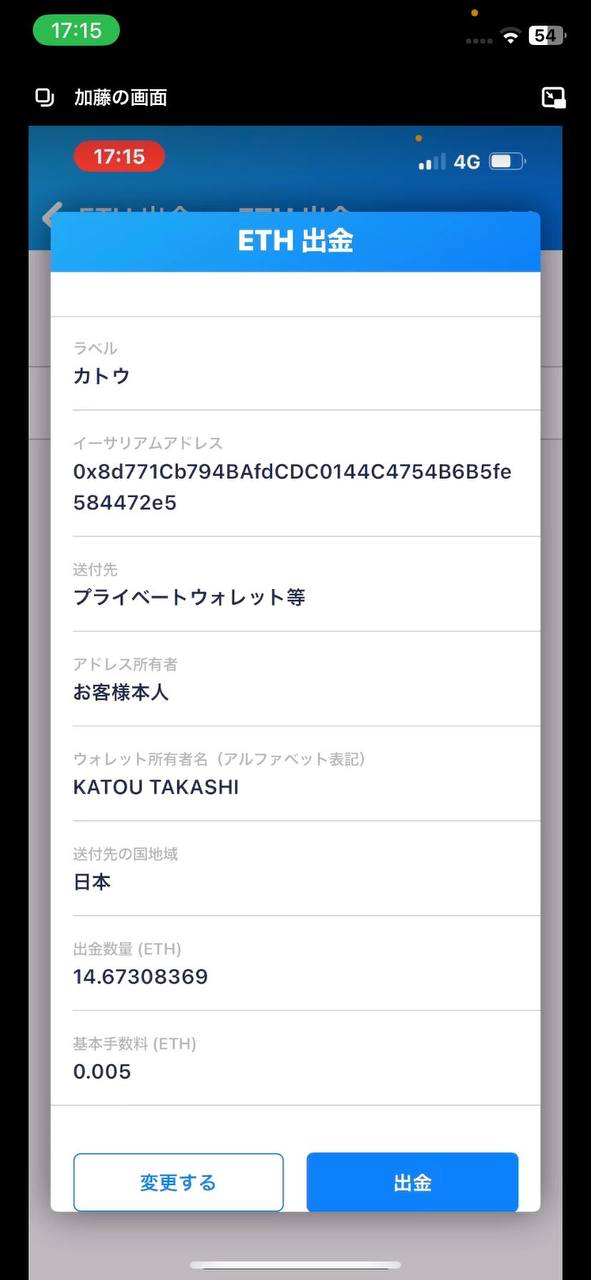 17:15
54
加藤の画面
17:15
4G
ETH 出金
ラベル
カトウ
イーサリアムアドレス
0x8d771Cb794BAfdCDC0144C4754B6B5fe
584472e5
送付先
プライベートウォレット等
アドレス所有者
お客様本人
ウォレット所有者名（アルファベット表記）
KATOU TAKASHI
送付先の国地域
日本
出金数量 (ETH)
14.67308369
基本手数料 (ETH)
0.005
変更する
出金